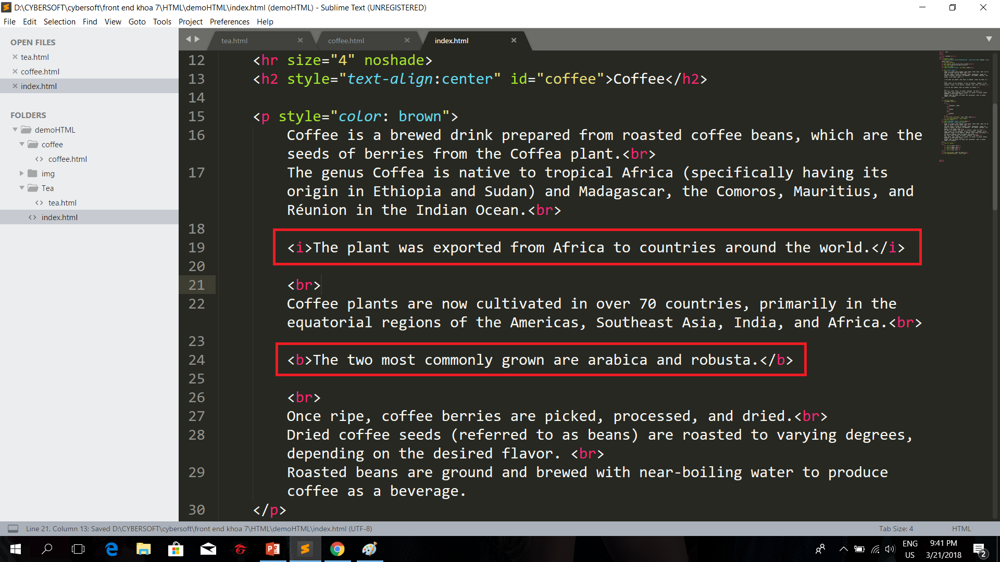 D:\CYBERSOFT\cybersoft\front end khoa 7\HTML\demoHTML\index.html (demoHTML) - Sublime Text (UNREGISTERED)
File Edit Selection Find View Goto Tools Project Preferences Help
OPEN FILES
tea.html
coffee.html
index.html
FOLDERS
demoHTML
coffee
<> coffee.html
img
Tea
<> tea.html
<> index.html
tea.html coffee.html index.html
12 <hr size="4" noshade>
13 <h2 style="text-align:center" id="coffee">Coffee</h2>
14
15 <p style="color: brown">
16 Coffee is a brewed drink prepared from roasted coffee beans, which are the
seeds of berries from the Coffea plant.<br>
17 The genus Coffea is native to tropical Africa (specifically having its
origin in Ethiopia and Sudan) and Madagascar, the Comoros, Mauritius, and
Réunion in the Indian Ocean.<br>
18
19 <i>The plant was exported from Africa to countries around the world.</i>
20
21 <br>
22 Coffee plants are now cultivated in over 70 countries, primarily in the
equatorial regions of the Americas, Southeast Asia, India, and Africa.<br>
23
24 <b>The two most commonly grown are arabica and robusta.</b>
25
26 <br>
27 Once ripe, coffee berries are picked, processed, and dried.<br>
28 Dried coffee seeds (referred to as beans) are roasted to varying degrees,
depending on the desired flavor. <br>
29 Roasted beans are ground and brewed with near-boiling water to produce
coffee as a beverage.
30 </p>
Line 21, Column 13; Saved D:\CYBERSOFT\cybersoft\front end khoa 7\HTML\demoHTML\index.html (UTF-8) Tab Size: 4 HTML
ENG
US
9:41 PM
3/21/2018
2